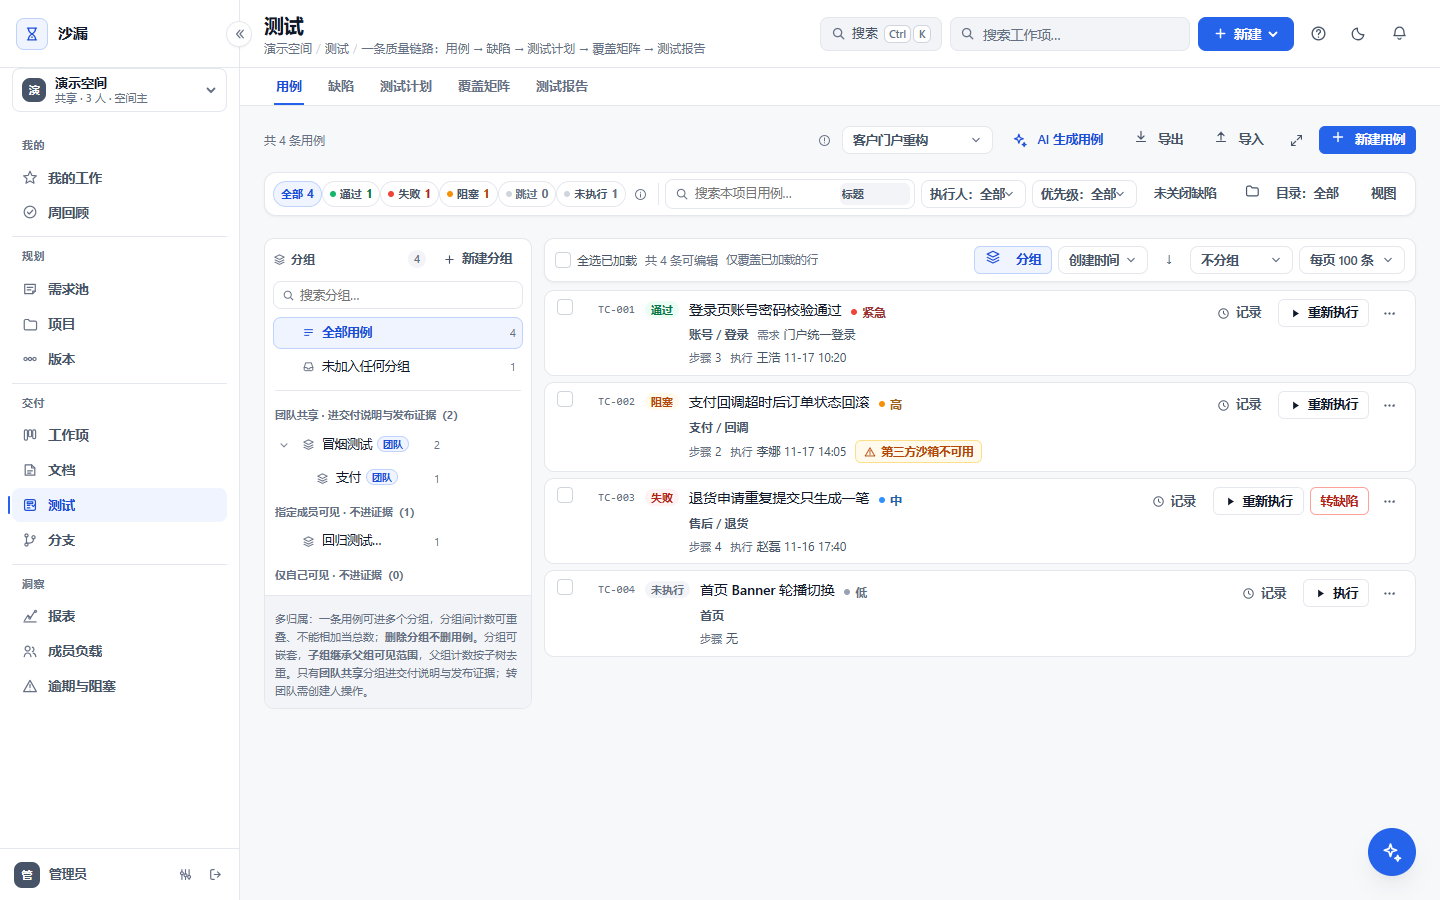 沙漏
测试
演示空间 / 测试 / 一条质量链路：用例 → 缺陷 → 测试计划 → 覆盖矩阵 → 测试报告
搜索 Ctrl K
搜索工作项...
新建
演
演示空间
共享 · 3 人 · 空间主
我的
我的工作
周回顾
规划
需求池
项目
版本
交付
工作项
文档
测试
分支
洞察
报表
成员负载
逾期与阻塞
管
管理员
用例 缺陷 测试计划 覆盖矩阵 测试报告
共 4 条用例
客户门户重构
AI 生成用例
导出
导入
新建用例
全部 4 通过 1 失败 1 阻塞 1 跳过 0 未执行 1
搜索本项目用例... 标题
执行人：全部
优先级：全部
未关闭缺陷
目录：全部
视图
分组 4 新建分组
搜索分组...
全部用例 4
未加入任何分组 1
团队共享 · 进交付说明与发布证据（2）
冒烟测试 团队 2
支付 团队 1
指定成员可见 · 不进证据（1）
回归测试... 1
仅自己可见 · 不进证据（0）
多归属：一条用例可进多个分组，分组间计数可重
叠、不能相加当总数；删除分组不删用例。分组可
嵌套，子组继承父组可见范围，父组计数按子树去
重。只有团队共享分组进交付说明与发布证据；转
团队需创建人操作。
全选已加载 共 4 条可编辑 仅覆盖已加载的行
分组
创建时间
↓
不分组
每页 100 条
TC-001 通过 登录页账号密码校验通过 紧急
账号 / 登录 需求 门户统一登录
步骤 3 执行 王浩 11-17 10:20
记录 重新执行 ···
TC-002 阻塞 支付回调超时后订单状态回滚 高
支付 / 回调
步骤 2 执行 李娜 11-17 14:05 第三方沙箱不可用
记录 重新执行 ···
TC-003 失败 退货申请重复提交只生成一笔 中
售后 / 退货
步骤 4 执行 赵磊 11-16 17:40
记录 重新执行 转缺陷 ···
TC-004 未执行 首页 Banner 轮播切换 低
首页
步骤 无
记录 执行 ···